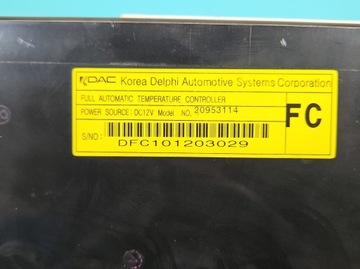 KDAC Korea Delphi Automotive Systems Corporation
FULL AUTOMATIC TEMPERATURE CONTROLLER
POWER SOURCE: DC12V Model NO. 20953114
FC
S/NO:
DFC101203029